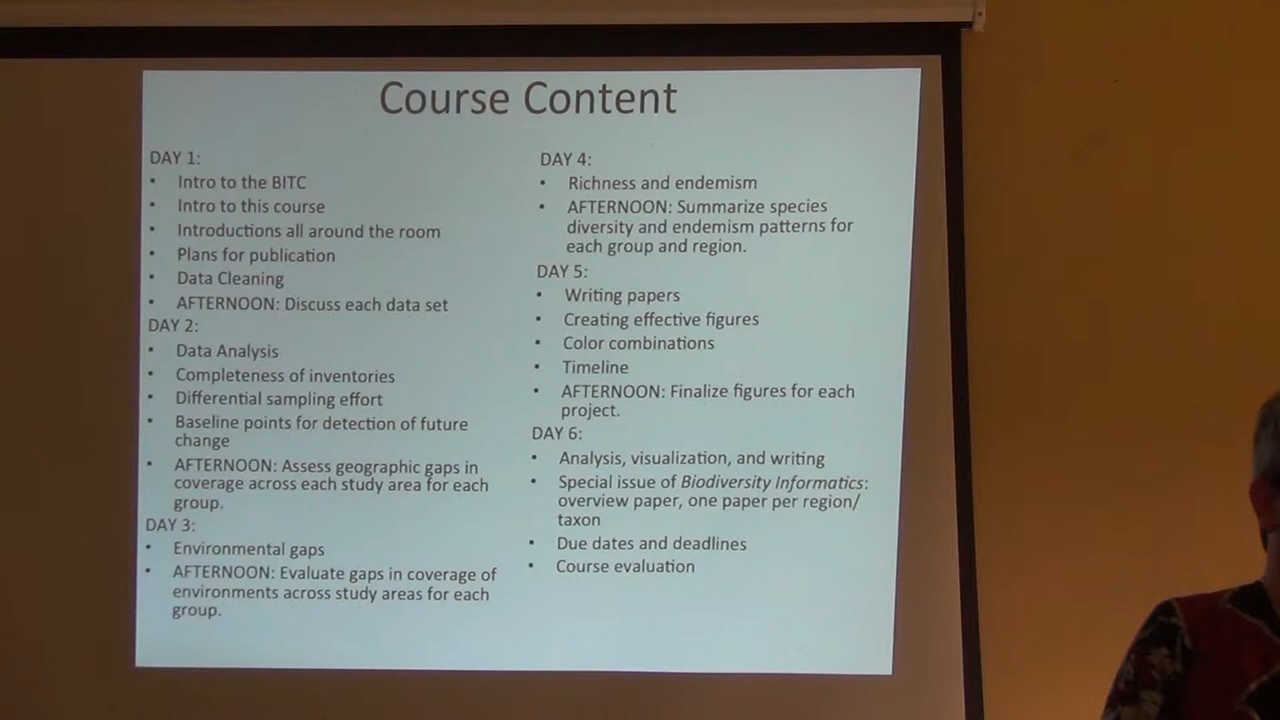 Course Content
DAY 1:
• Intro to the BITC
• Intro to this course
• Introductions all around the room
• Plans for publication
• Data Cleaning
• AFTERNOON: Discuss each data set
DAY 2:
• Data Analysis
• Completeness of inventories
• Differential sampling effort
• Baseline points for detection of future
change
• AFTERNOON: Assess geographic gaps in
coverage across each study area for each
group.
DAY 3:
• Environmental gaps
• AFTERNOON: Evaluate gaps in coverage of
environments across study areas for each
group.
DAY 4:
• Richness and endemism
• AFTERNOON: Summarize species
diversity and endemism patterns for
each group and region.
DAY 5:
• Writing papers
• Creating effective figures
• Color combinations
• Timeline
• AFTERNOON: Finalize figures for each
project.
DAY 6:
• Analysis, visualization, and writing
• Special issue of Biodiversity Informatics:
overview paper, one paper per region/
taxon
• Due dates and deadlines
• Course evaluation